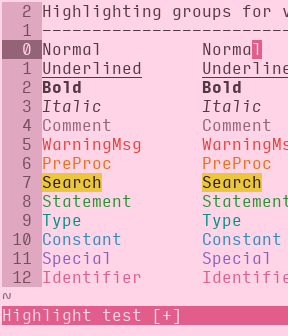 2 Highlighting groups for v
1 -------------------------
0 Normal Normal
1 Underlined Underline
2 Bold Bold
3 Italic Italic
4 Comment Comment
5 WarningMsg WarningMs
6 PreProc PreProc
7 Search Search
8 Statement Statement
9 Type Type
10 Constant Constant
11 Special Special
12 Identifier Identifie
~
Highlight test [+]